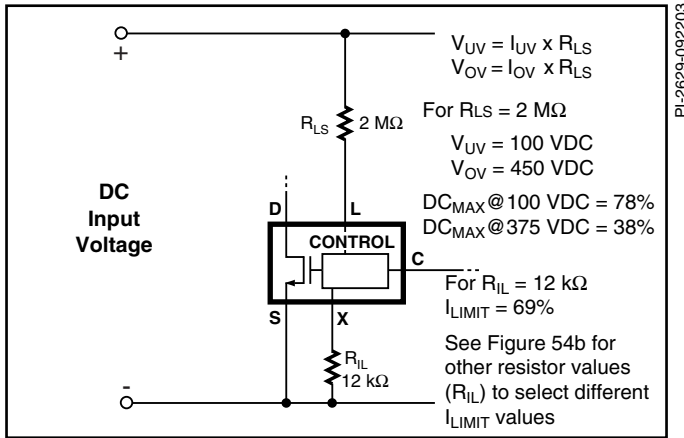 +
DC
Input
Voltage
-
R_LS 2 MΩ
D L
CONTROL
C
S X
R_IL
12 kΩ
V_UV = I_UV x R_LS
V_OV = I_OV x R_LS
For RLS = 2 MΩ
V_UV = 100 VDC
V_OV = 450 VDC
DC_MAX@100 VDC = 78%
DC_MAX@375 VDC = 38%
For R_IL = 12 kΩ
I_LIMIT = 69%
See Figure 54b for
other resistor values
(R_IL) to select different
I_LIMIT values
PI-2629-092203